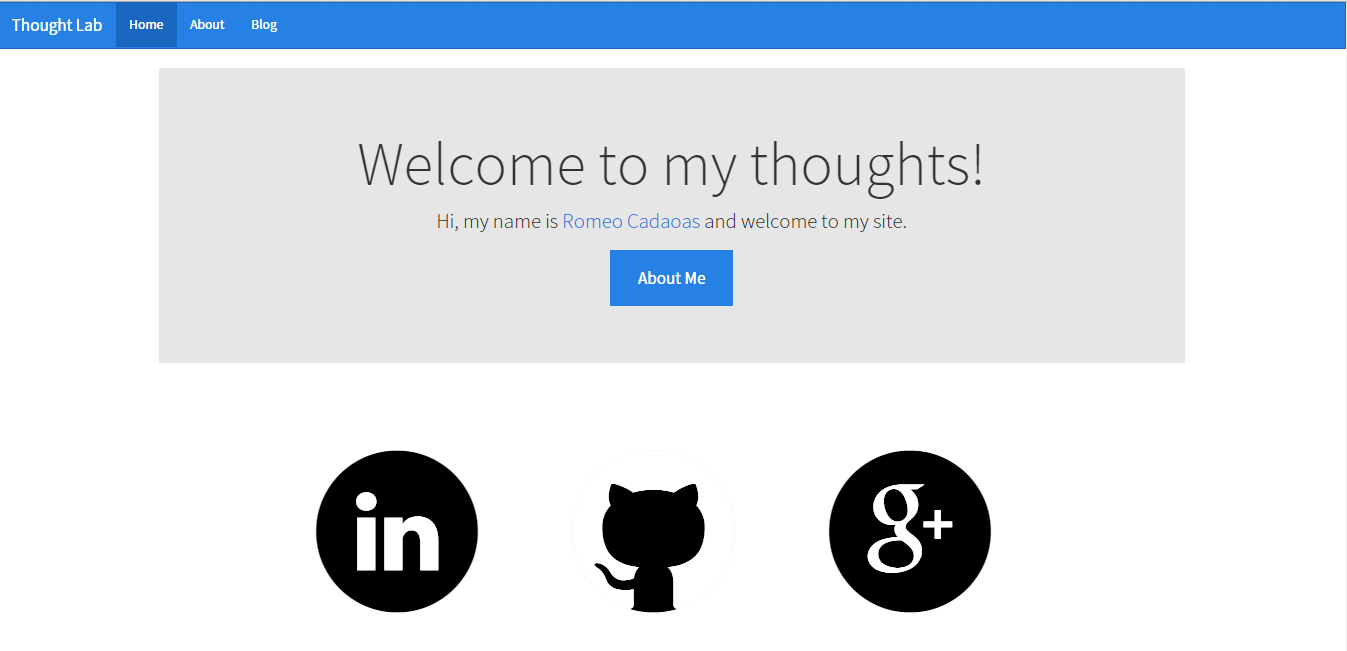 Thought Lab Home About Blog
Welcome to my thoughts!
Hi, my name is Romeo Cadaoas and welcome to my site.
About Me
in g+